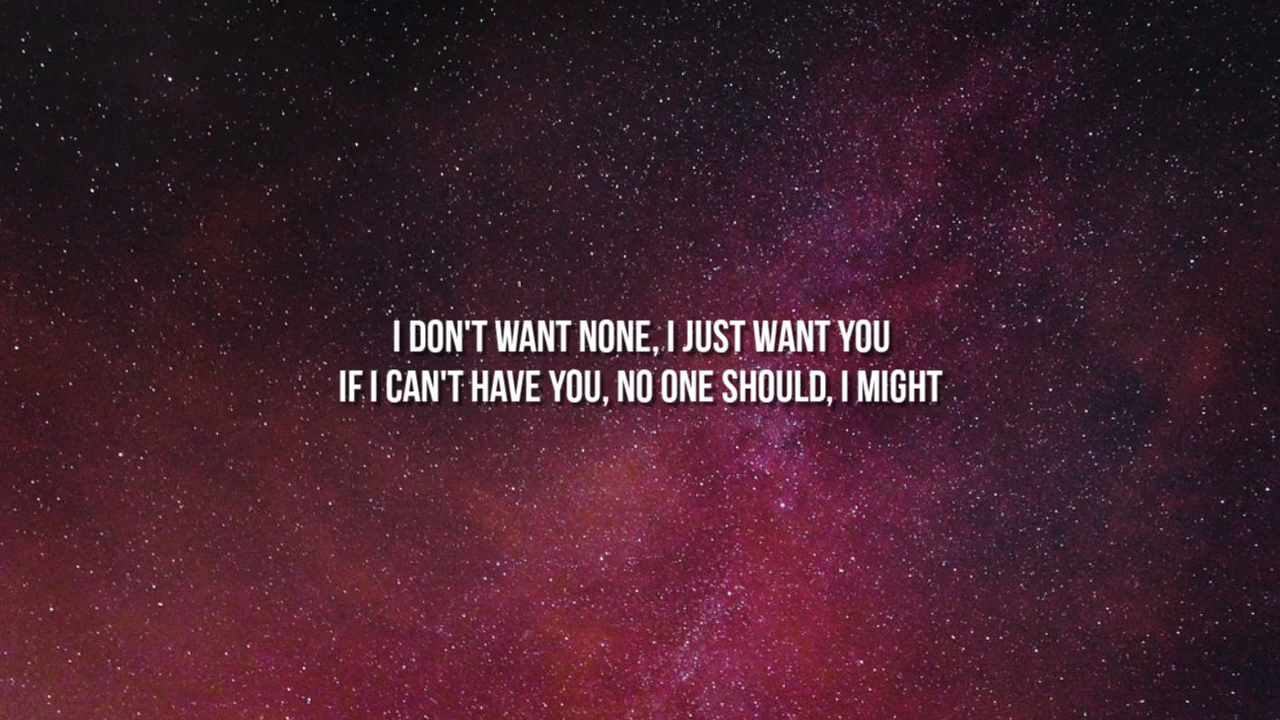 I DON'T WANT NONE, I JUST WANT YOU
IF I CAN'T HAVE YOU, NO ONE SHOULD, I MIGHT